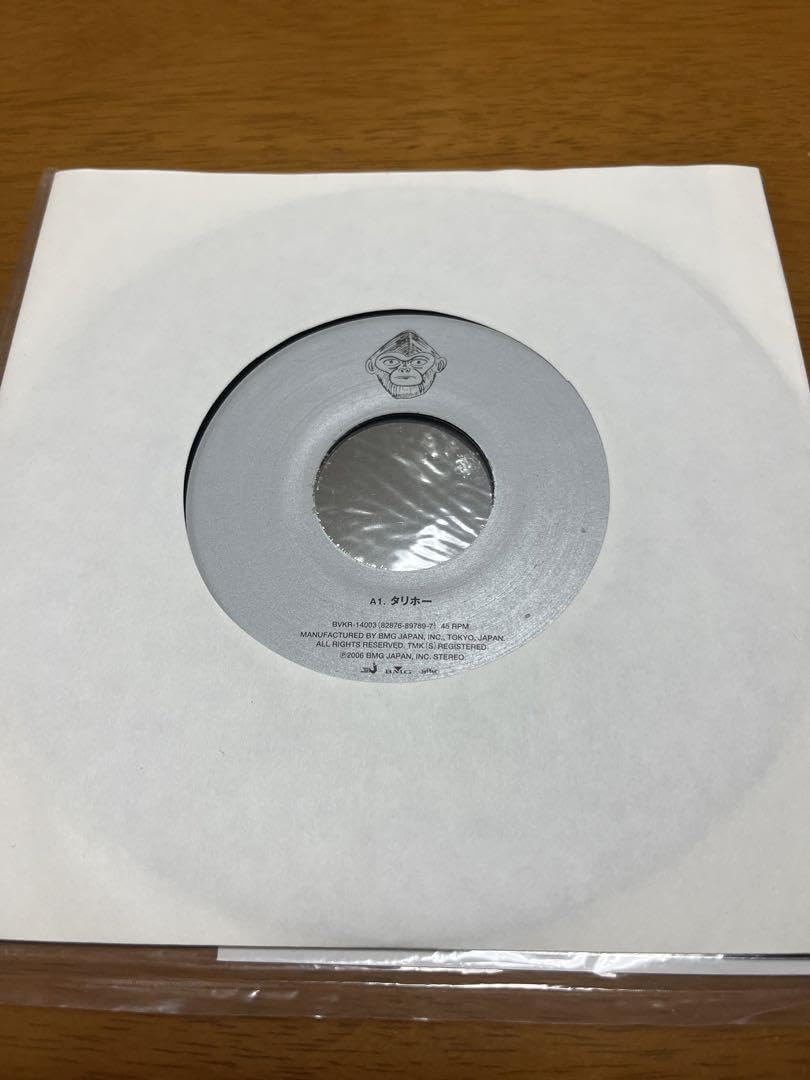 A1. タリホー
BVKR-14003 (82876-89789-7) 45 RPM
MANUFACTURED BY BMG JAPAN, INC., TOKYO, JAPAN.
ALL RIGHTS RESERVED. TMK(S) REGISTERED.
℗2006 BMG JAPAN, INC. STEREO
BMG